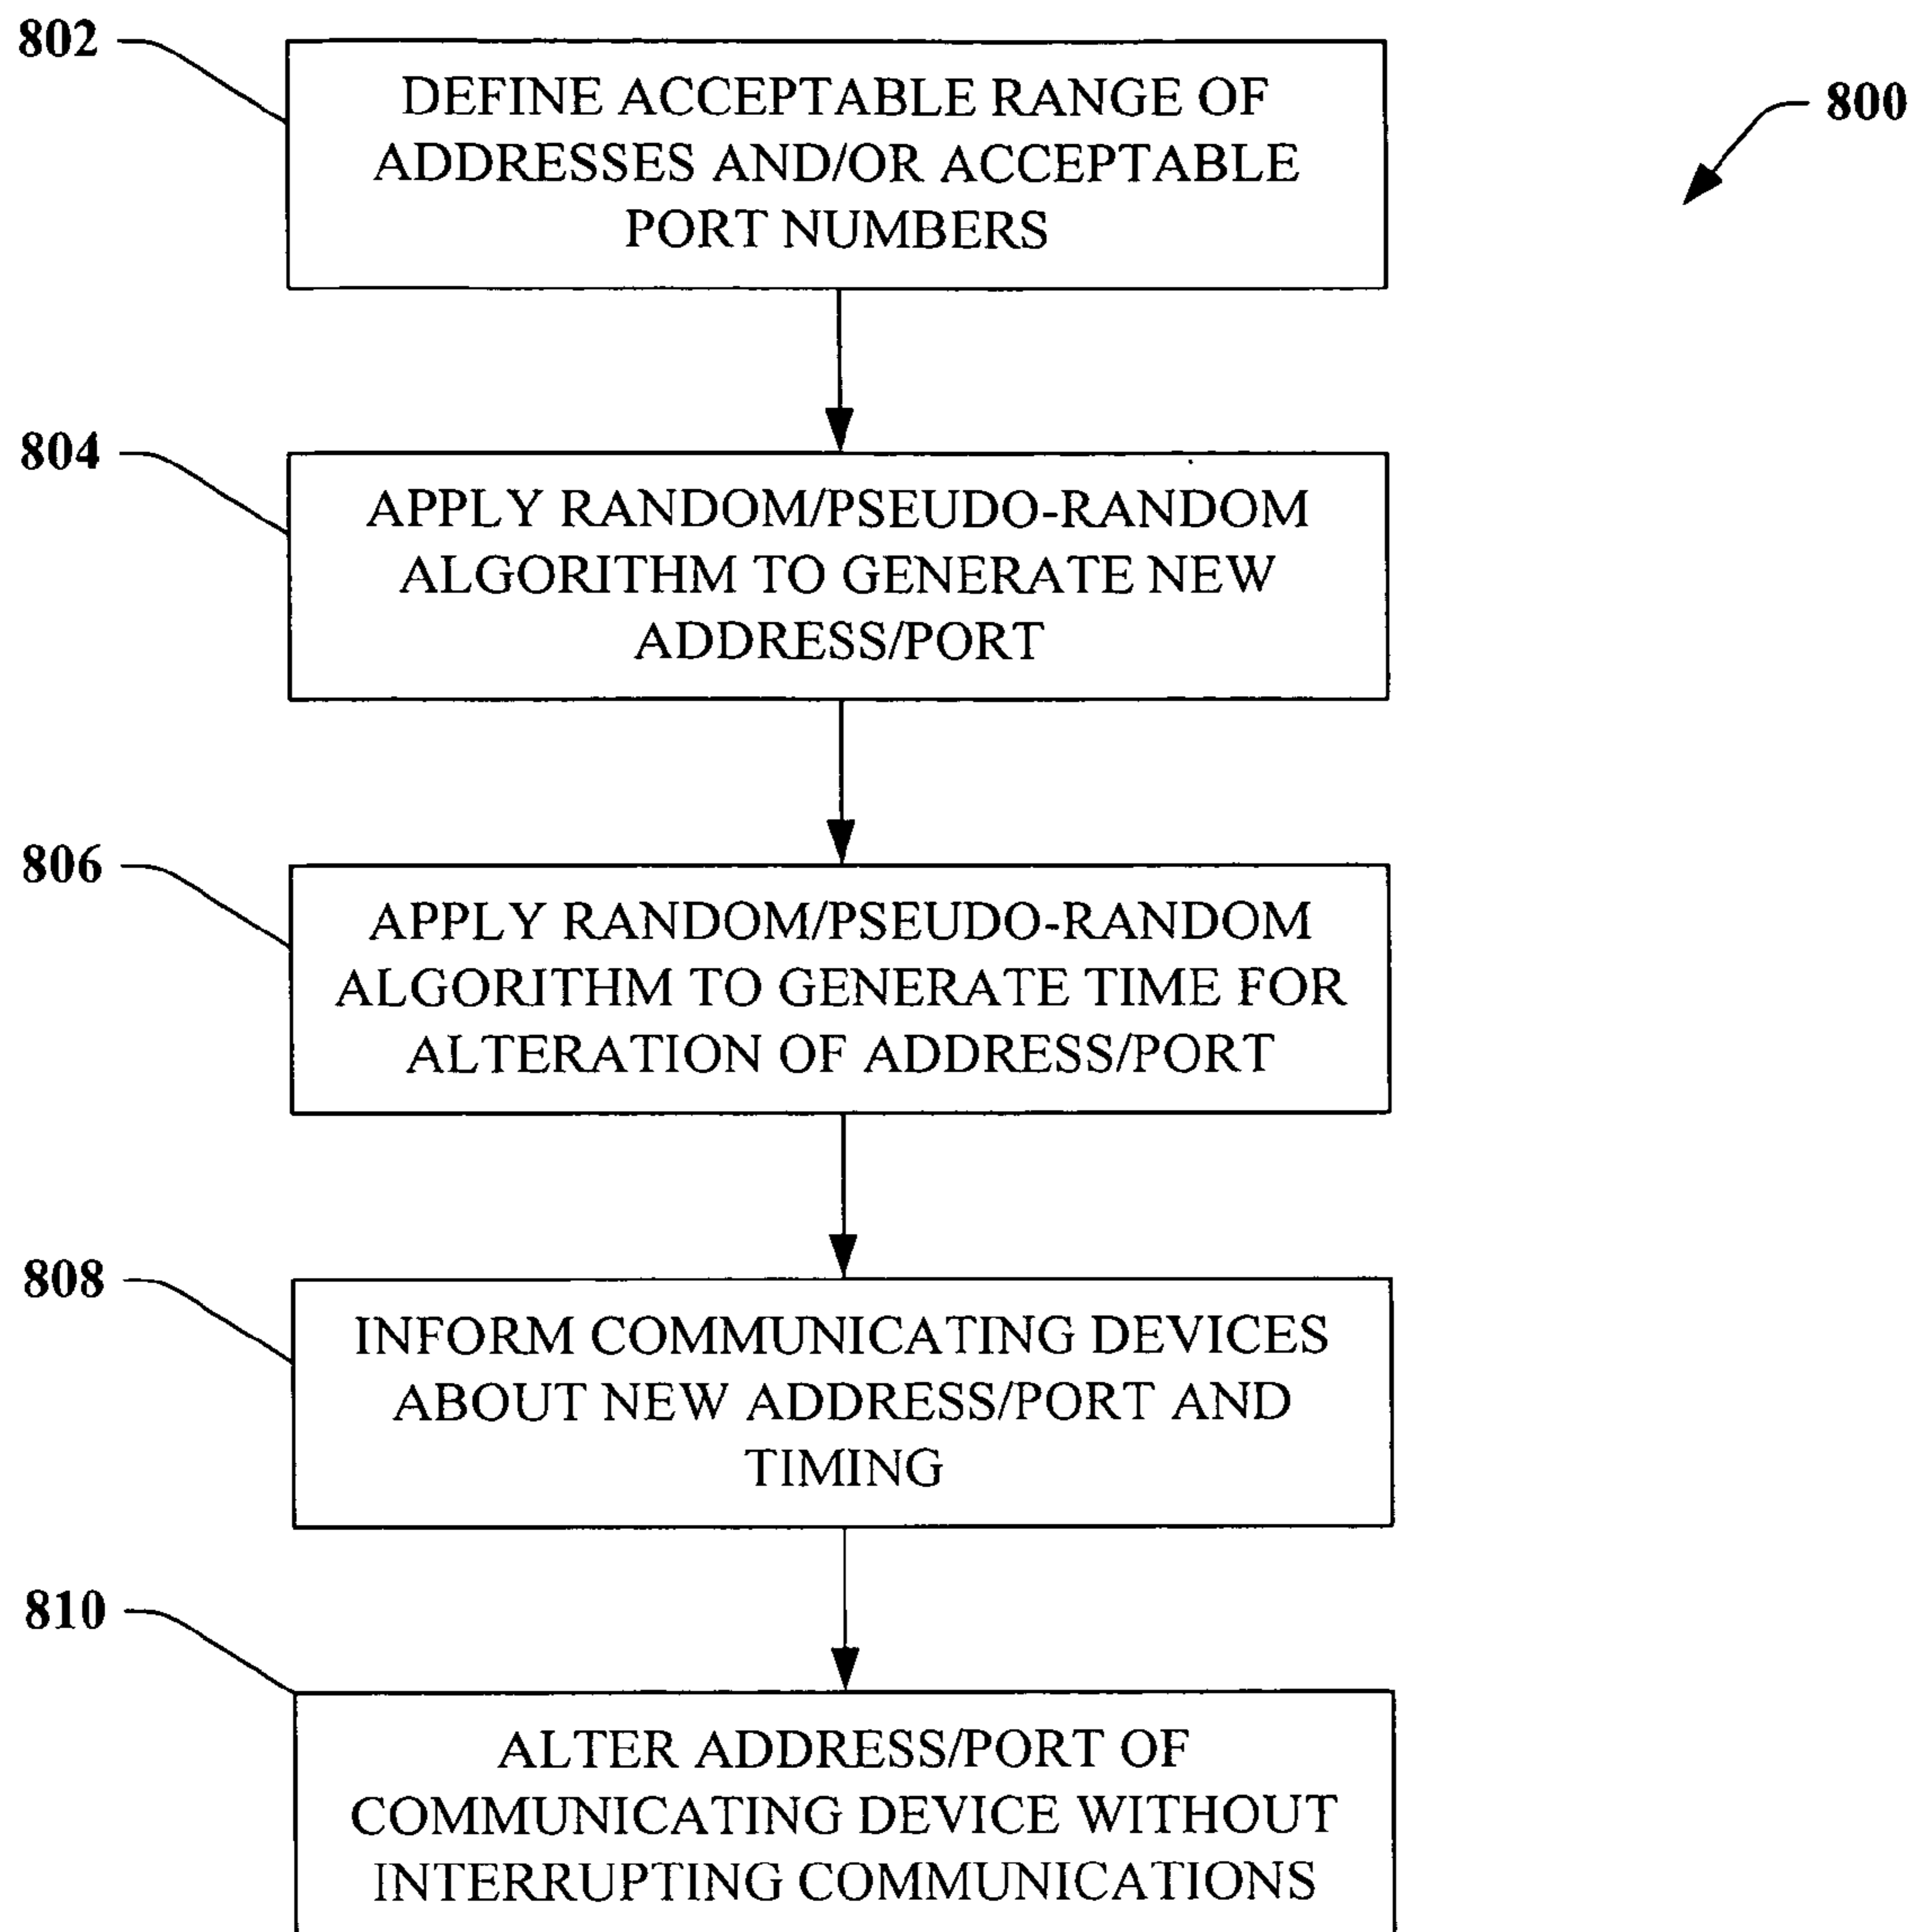 802
DEFINE ACCEPTABLE RANGE OF
ADDRESSES AND/OR ACCEPTABLE
PORT NUMBERS
800
804
APPLY RANDOM/PSEUDO-RANDOM
ALGORITHM TO GENERATE NEW
ADDRESS/PORT
806
APPLY RANDOM/PSEUDO-RANDOM
ALGORITHM TO GENERATE TIME FOR
ALTERATION OF ADDRESS/PORT
808
INFORM COMMUNICATING DEVICES
ABOUT NEW ADDRESS/PORT AND
TIMING
810
ALTER ADDRESS/PORT OF
COMMUNICATING DEVICE WITHOUT
INTERRUPTING COMMUNICATIONS